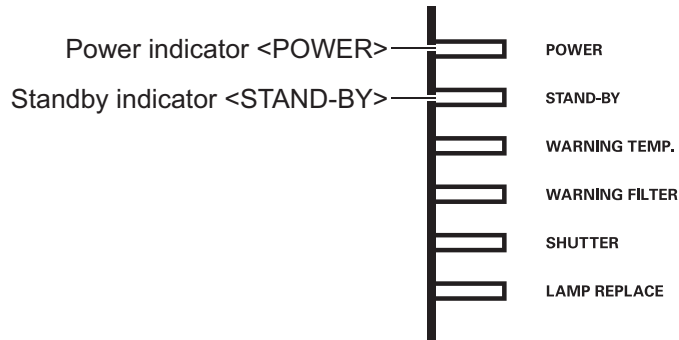 Power indicator <POWER>
POWER
Standby indicator <STAND-BY>
STAND-BY
WARNING TEMP.
WARNING FILTER
SHUTTER
LAMP REPLACE